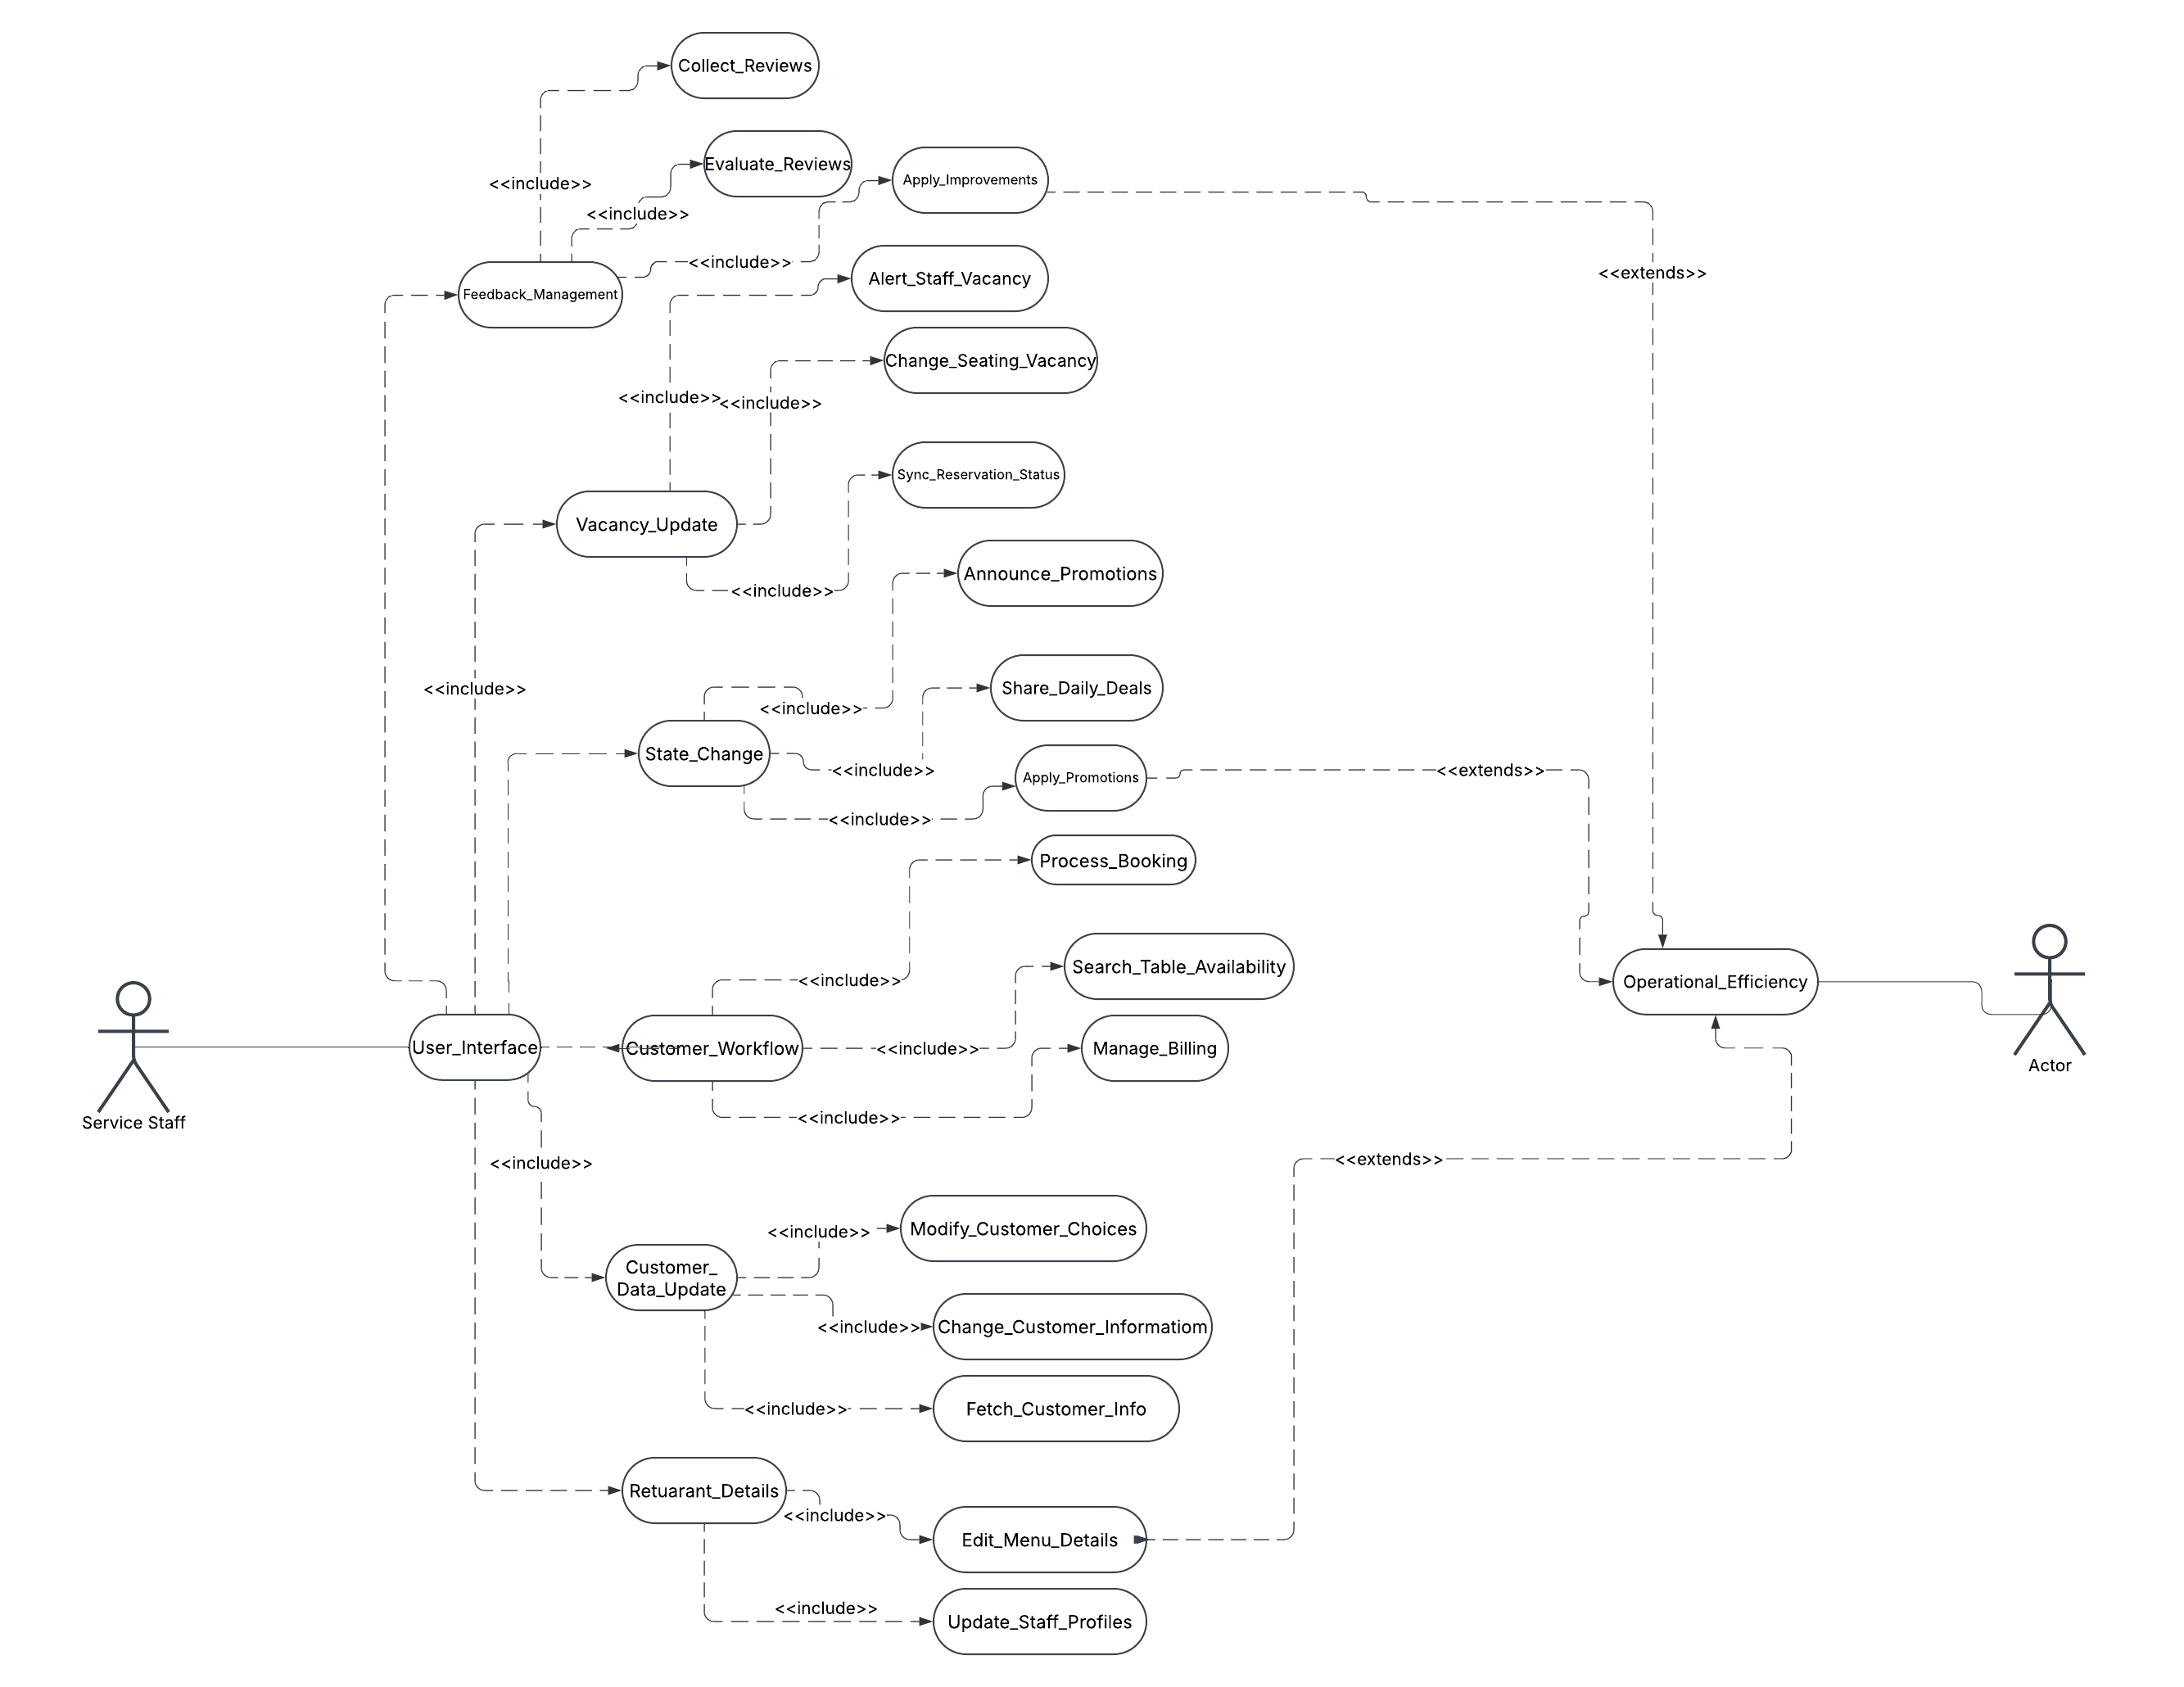 Collect_Reviews
Evaluate_Reviews
Apply_Improvements
<<include>>
<<include>>
<<include>>
<<extends>>
Alert_Staff_Vacancy
Feedback_Management
Change_Seating_Vacancy
<<include>>
<<include>>
Sync_Reservation_Status
Vacancy_Update
Announce_Promotions
<<include>>
<<include>>
Share_Daily_Deals
<<include>>
State_Change
<<include>>
Apply_Promotions
<<extends>>
<<include>>
Process_Booking
Search_Table_Availability
<<include>>
Operational_Efficiency
User_Interface
Customer_Workflow
<<include>>
Manage_Billing
Actor
<<include>>
Service Staff
<<include>>
<<extends>>
<<include>>
Modify_Customer_Choices
Customer_
Data_Update
<<include>>
Change_Customer_Informatiom
<<include>>
Fetch_Customer_Info
Retuarant_Details
<<include>>
Edit_Menu_Details
<<include>>
Update_Staff_Profiles